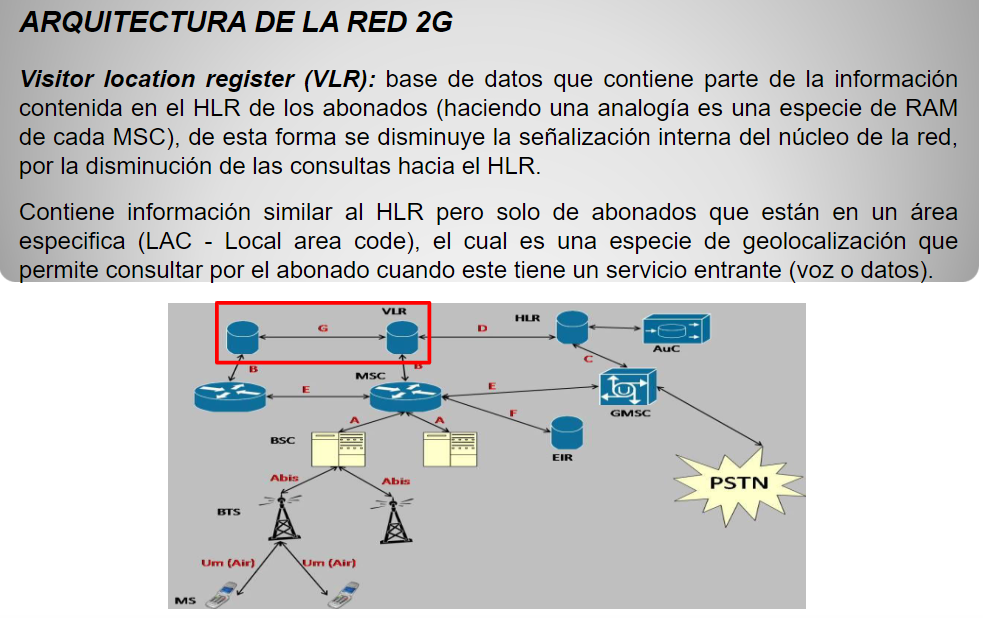 ARQUITECTURA DE LA RED 2G
Visitor location register (VLR): base de datos que contiene parte de la información
contenida en el HLR de los abonados (haciendo una analogía es una especie de RAM
de cada MSC), de esta forma se disminuye la señalización interna del núcleo de la red,
por la disminución de las consultas hacia el HLR.
Contiene información similar al HLR pero solo de abonados que están en un área
especifica (LAC - Local area code), el cual es una especie de geolocalización que
permite consultar por el abonado cuando este tiene un servicio entrante (voz o datos).
VLR
HLR
G
D
AuC
C
B
B
MSC
E
E
GMSC
F
A
A
BSC
EIR
Abis
Abis
PSTN
BTS
Um (Air)
Um (Air)
MS